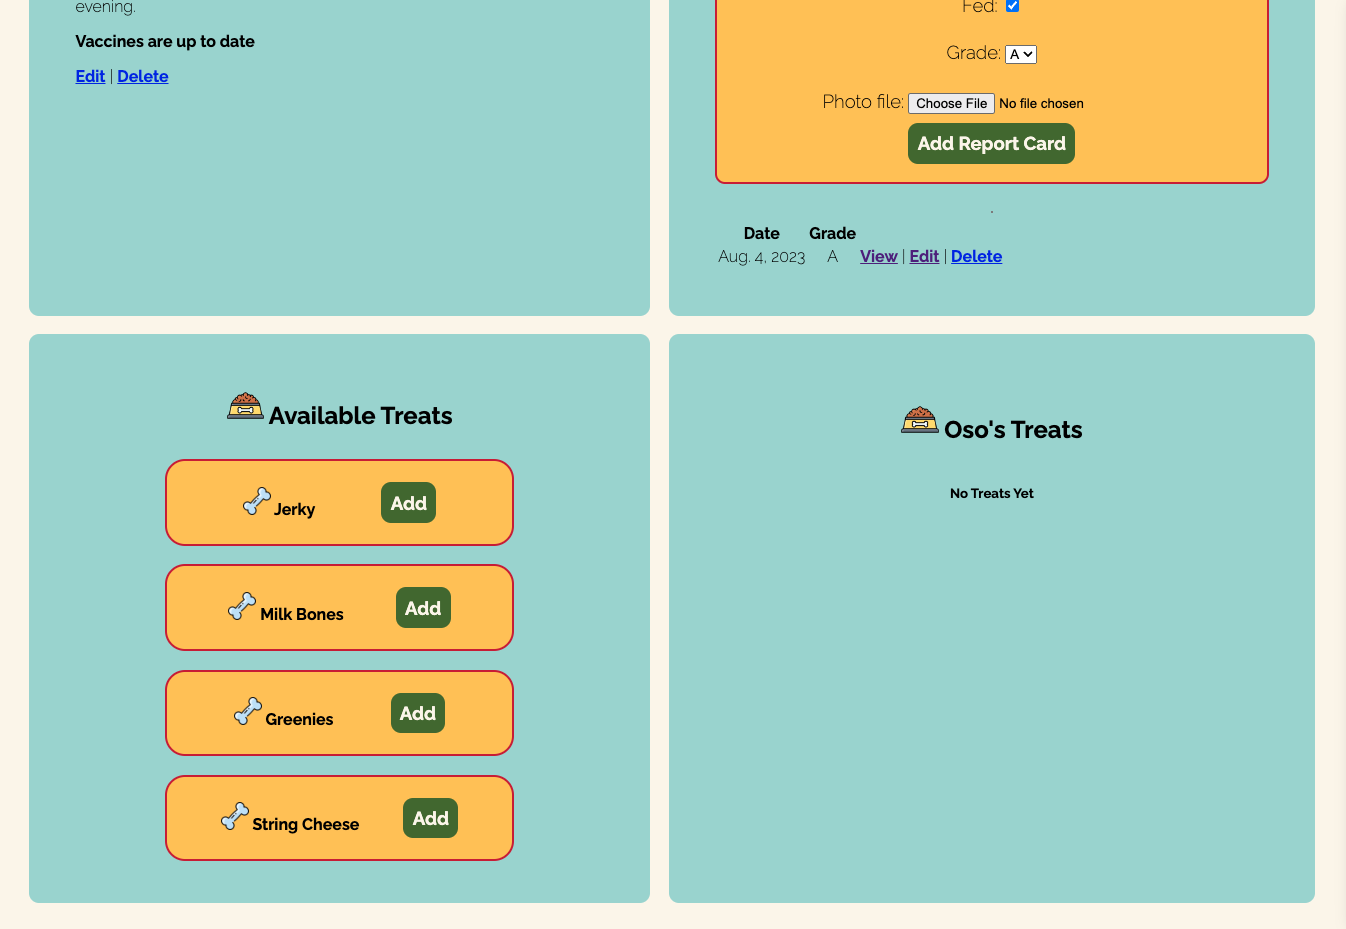 evening.
Vaccines are up to date
Edit | Delete
Fed:
Grade: A
Photo file: Choose File No file chosen
Add Report Card
.
Date Grade
Aug. 4, 2023 A View | Edit | Delete
Available Treats
Jerky Add
Milk Bones Add
Greenies Add
String Cheese Add
Oso's Treats
No Treats Yet